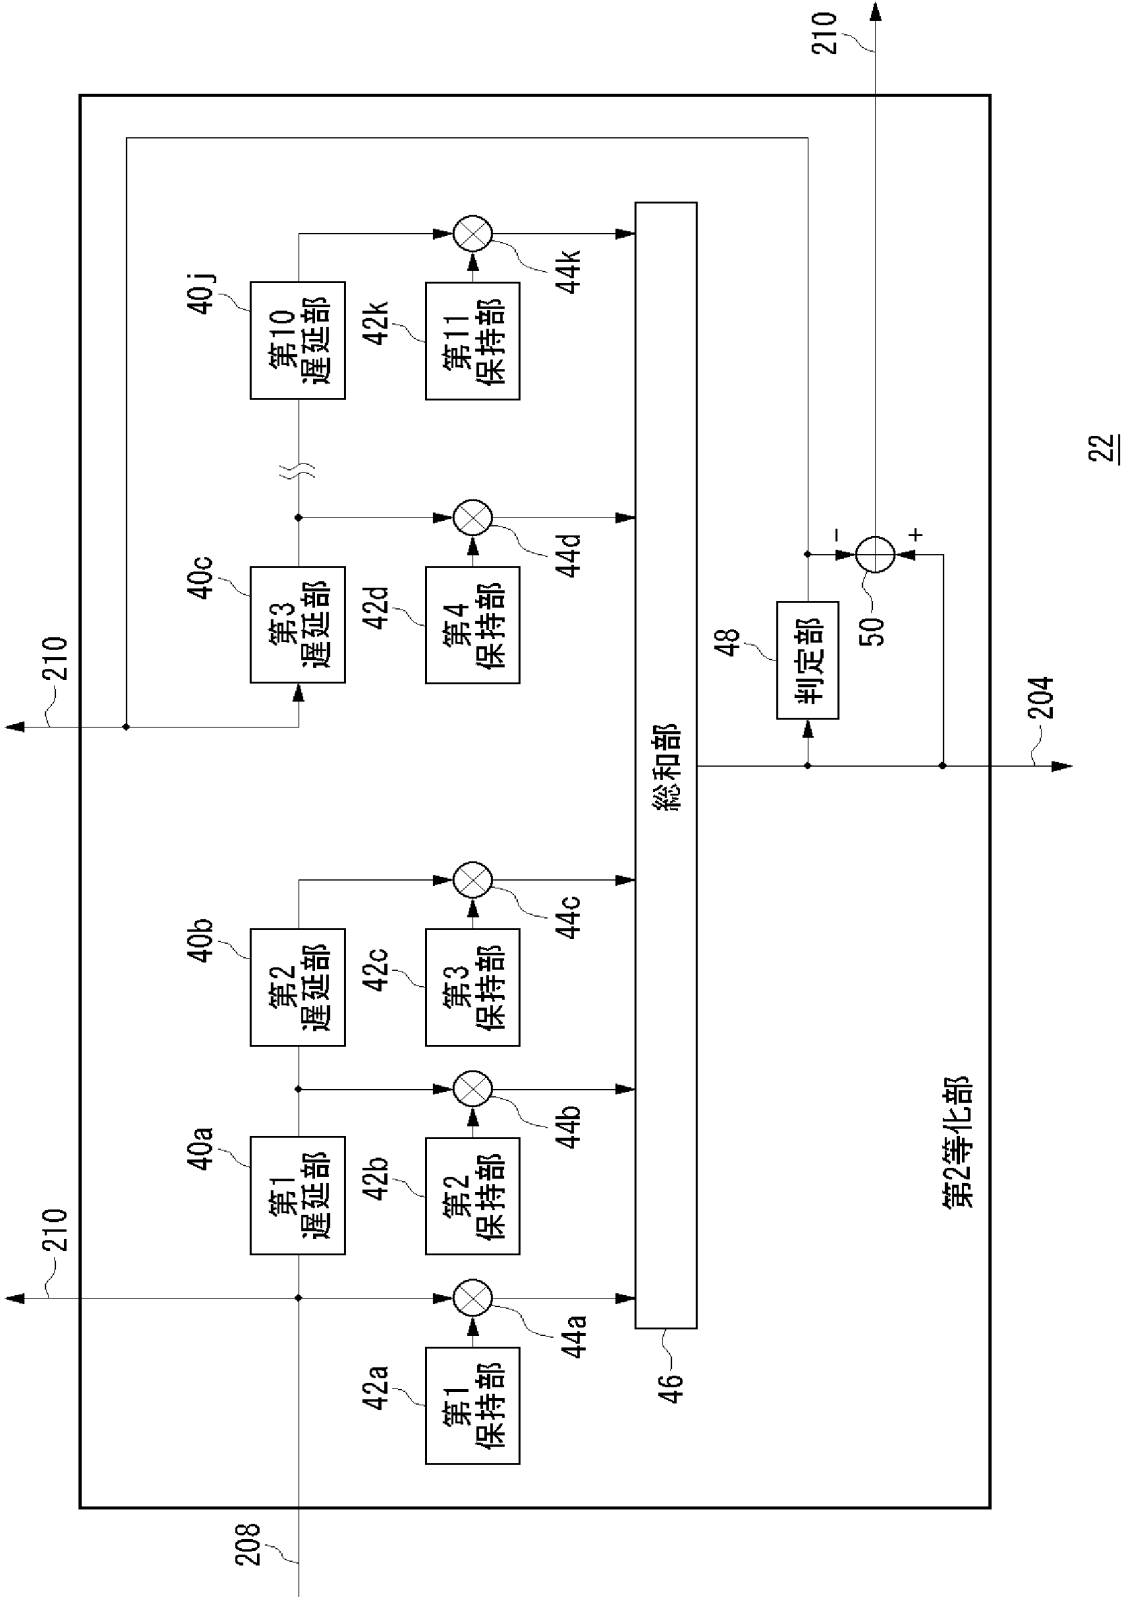 208
210
210
210
40a
第1
遅延部
40b
第2
遅延部
40c
第3
遅延部
40j
第10
遅延部
42a
第1
保持部
42b
第2
保持部
42c
第3
保持部
42d
第4
保持部
42k
第11
保持部
44a
44b
44c
44d
44k
46
総和部
48
判定部
−
+
50
204
第2等化部
22